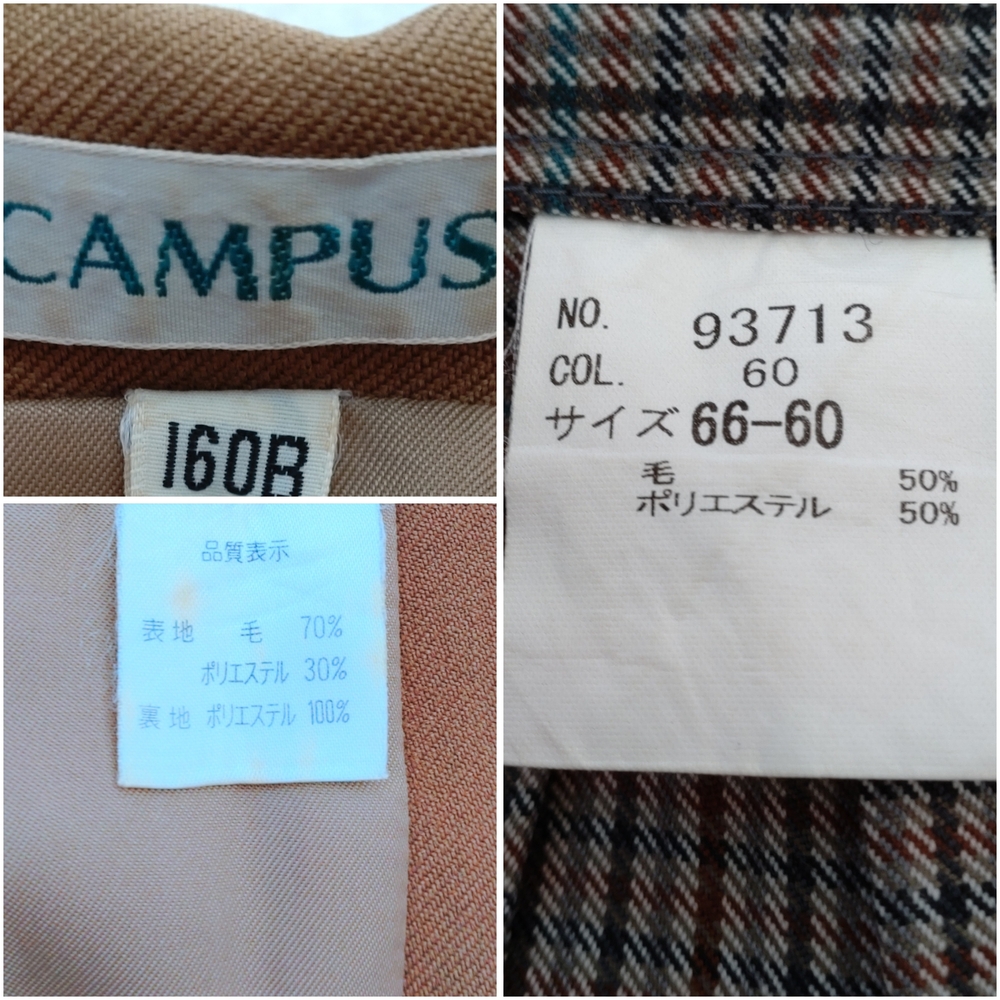 CAMPUS
160B
品質表示
表地 毛 70%
ポリエステル 30%
裏地 ポリエステル 100%
NO. 93713
COL. 60
サイズ 66-60
毛 50%
ポリエステル 50%